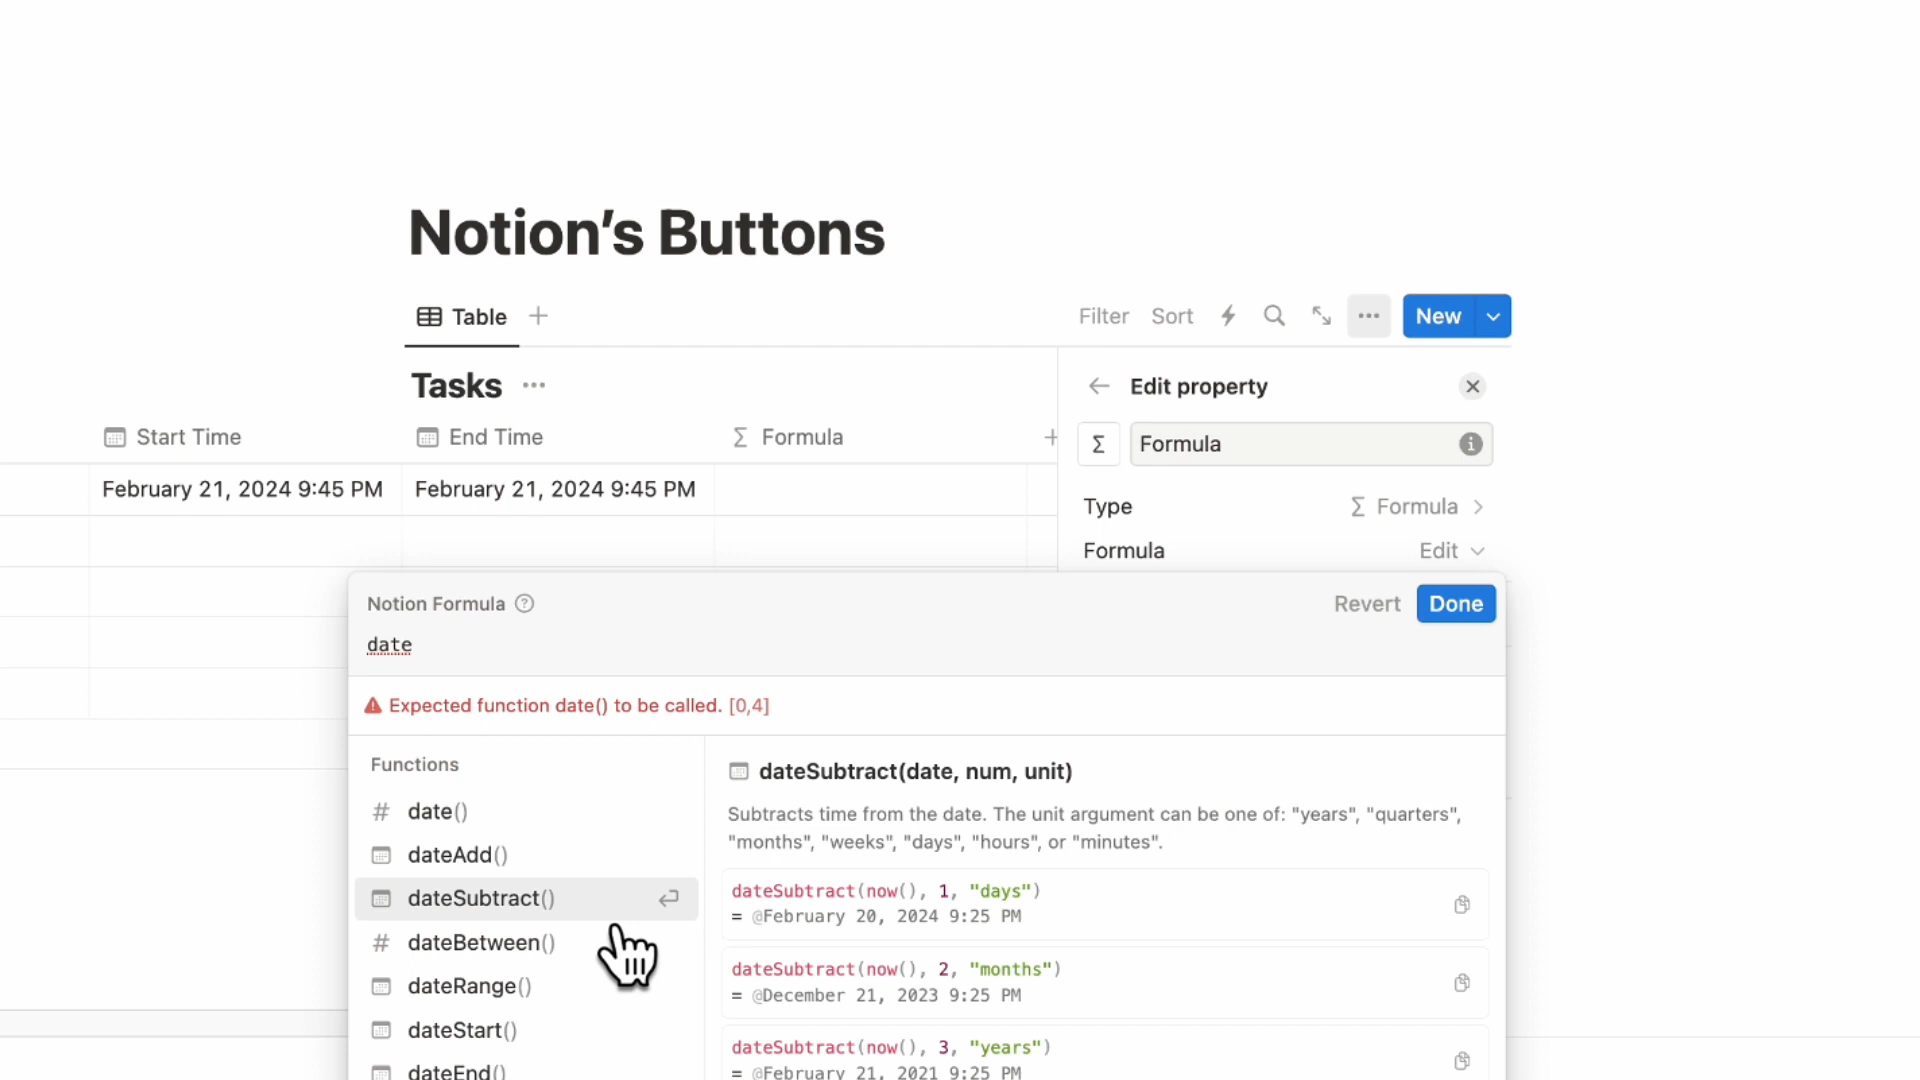 Notion’s Buttons
Table
Filter Sort New
Tasks
Start Time End Time Formula
February 21, 2024 9:45 PM February 21, 2024 9:45 PM
Edit property
Σ Formula
Type Σ Formula
Formula Edit
Notion Formula Revert Done
date
Expected function date() to be called. [0,4]
Functions
# date()
dateAdd()
dateSubtract()
# dateBetween()
dateRange()
dateStart()
dateEnd()
dateSubtract(date, num, unit)
Subtracts time from the date. The unit argument can be one of: "years", "quarters",
"months", "weeks", "days", "hours", or "minutes".
dateSubtract(now(), 1, "days")
= @February 20, 2024 9:25 PM
dateSubtract(now(), 2, "months")
= @December 21, 2023 9:25 PM
dateSubtract(now(), 3, "years")
= @February 21, 2021 9:25 PM